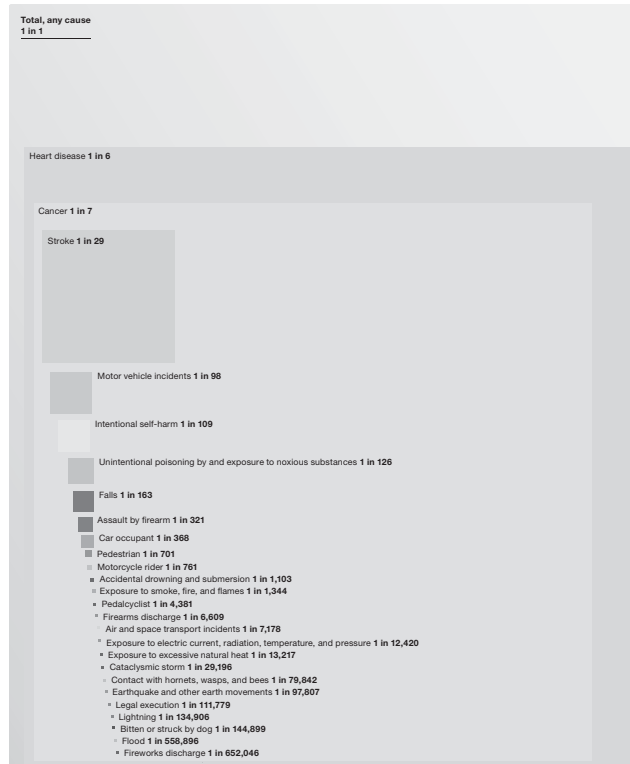 Total, any cause
1 in 1
Heart disease 1 in 6
Cancer 1 in 7
Stroke 1 in 29
Motor vehicle incidents 1 in 98
Intentional self-harm 1 in 109
Unintentional poisoning by and exposure to noxious substances 1 in 126
Falls 1 in 163
Assault by firearm 1 in 321
Car occupant 1 in 368
Pedestrian 1 in 701
Motorcycle rider 1 in 761
Accidental drowning and submersion 1 in 1,103
Exposure to smoke, fire, and flames 1 in 1,344
Pedalcyclist 1 in 4,381
Firearms discharge 1 in 6,609
Air and space transport incidents 1 in 7,178
Exposure to electric current, radiation, temperature, and pressure 1 in 12,420
Exposure to excessive natural heat 1 in 13,217
Cataclysmic storm 1 in 29,196
Contact with hornets, wasps, and bees 1 in 79,842
Earthquake and other earth movements 1 in 97,807
Legal execution 1 in 111,779
Lightning 1 in 134,906
Bitten or struck by dog 1 in 144,899
Flood 1 in 558,896
Fireworks discharge 1 in 652,046